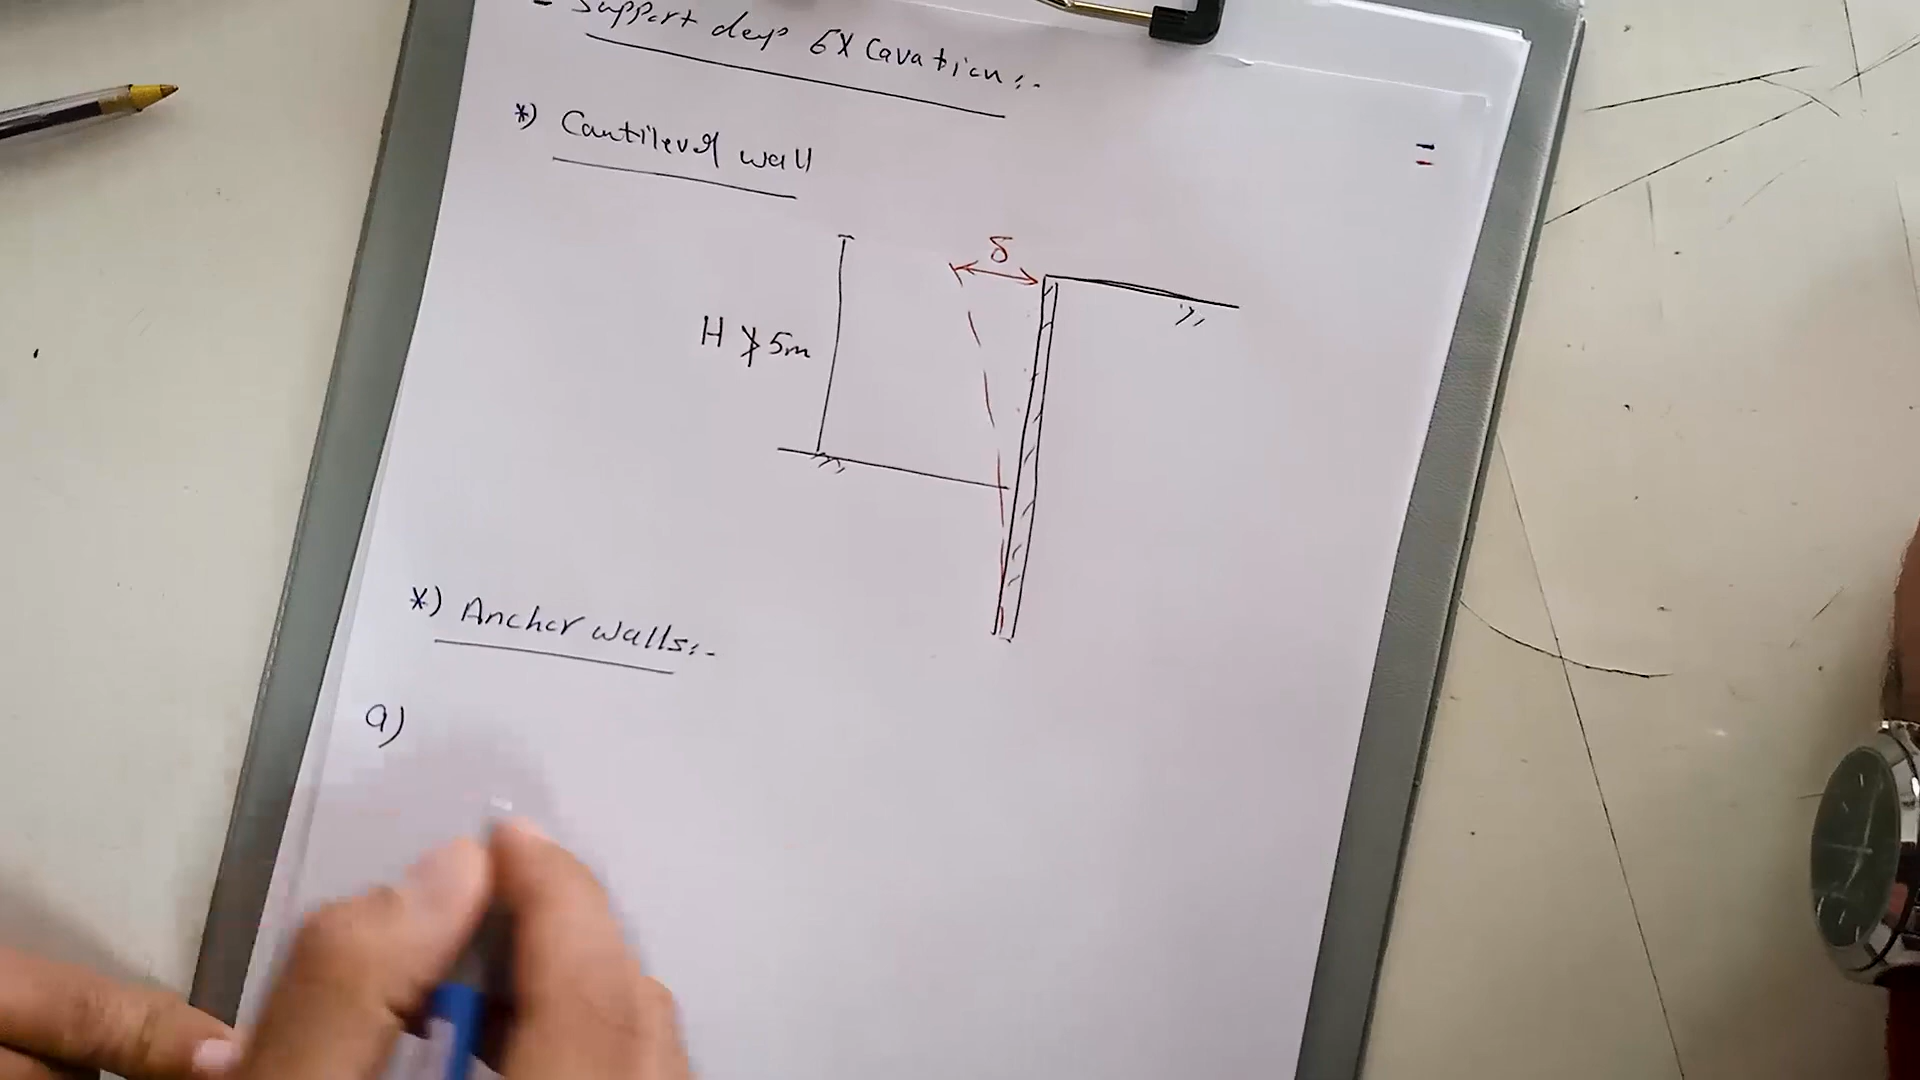 - Support deep EXcavation:-
*) Cantilever wall
δ
H ≯ 5m
*) Anchor walls:-
a)